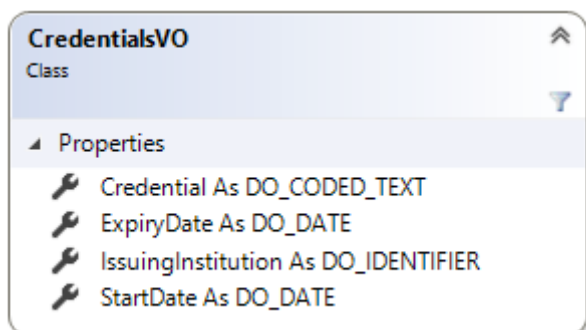 CredentialsVO
Class
Properties
Credential As DO_CODED_TEXT
ExpiryDate As DO_DATE
IssuingInstitution As DO_IDENTIFIER
StartDate As DO_DATE